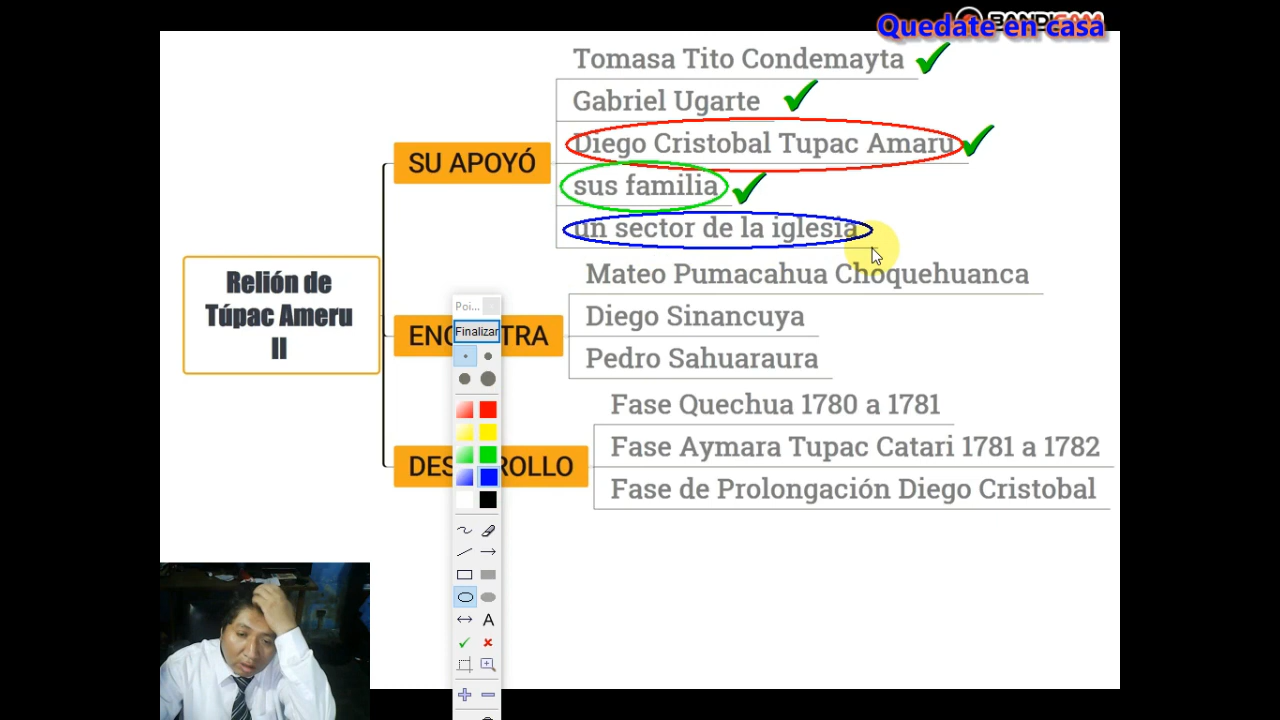 BANDICAM
Quedate en casa
Tomasa Tito Condemayta
Gabriel Ugarte
Diego Cristobal Tupac Amaru
SU APOYÓ
sus familia
un sector de la iglesia
Relión de
Túpac Ameru
II
Mateo Pumacahua Choquehuanca
Diego Sinancuya
Pedro Sahuaraura
Poi...
Finalizar
Fase Quechua 1780 a 1781
Fase Aymara Tupac Catari 1781 a 1782
Fase de Prolongación Diego Cristobal
A